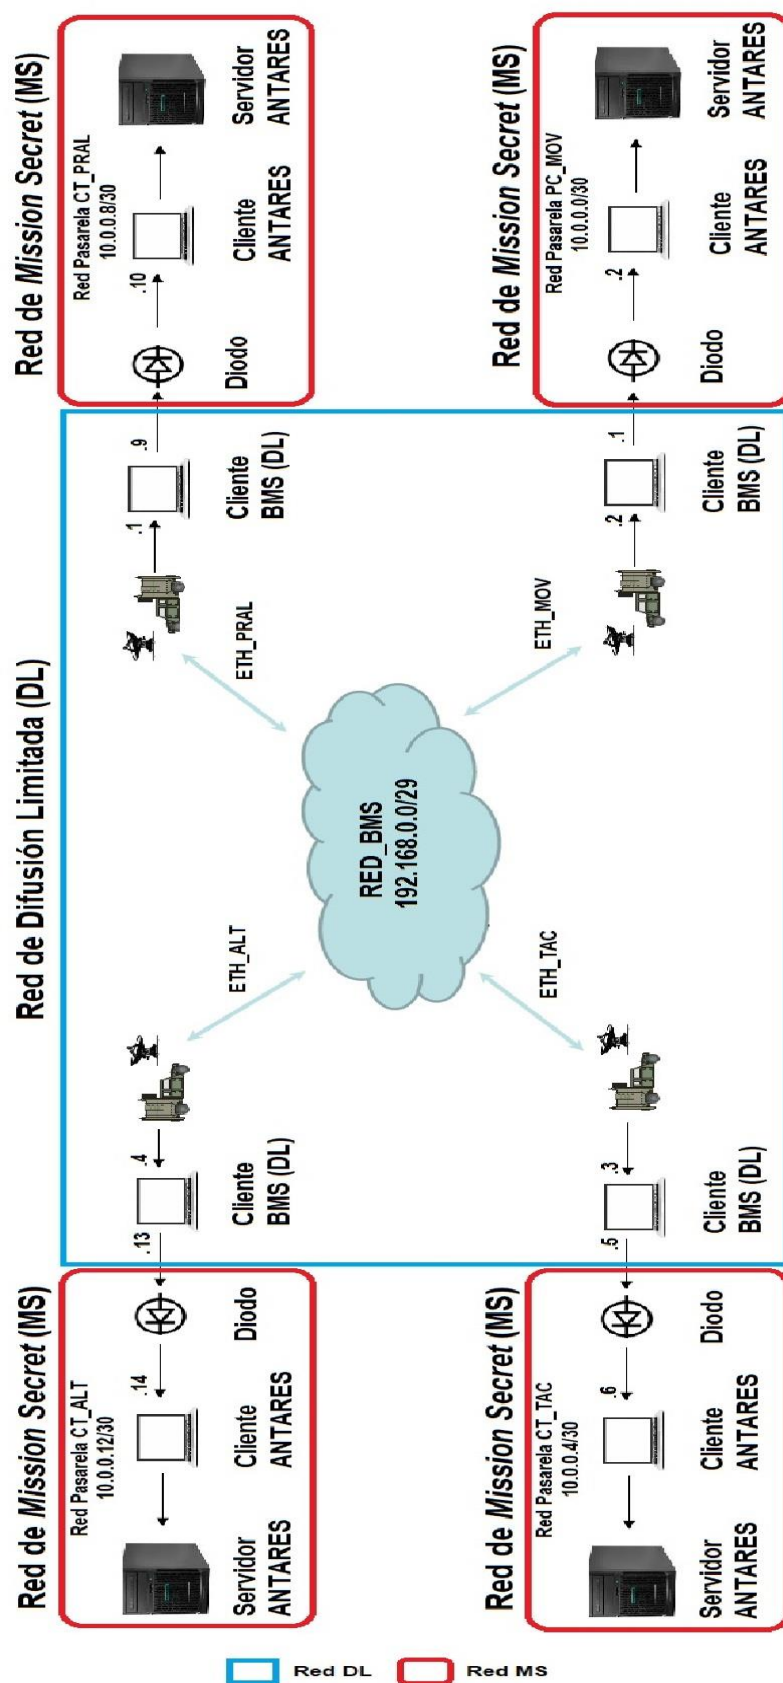 Red de Difusión Limitada (DL)
Red de Mission Secret (MS)
Red Pasarela CT_ALT
10.0.0.12/30
Servidor
ANTARES
Cliente
ANTARES
.14
Diodo
.13
Cliente
BMS (DL)
.4
ETH_ALT
Red de Mission Secret (MS)
Red Pasarela CT_PRAL
10.0.0.8/30
ETH_PRAL
.1
Cliente
BMS (DL)
.9
Diodo
.10
Cliente
ANTARES
Servidor
ANTARES
RED_BMS
192.168.0.0/29
Red de Mission Secret (MS)
Red Pasarela CT_TAC
10.0.0.4/30
Servidor
ANTARES
Cliente
ANTARES
.6
Diodo
.5
Cliente
BMS (DL)
.3
ETH_TAC
Red de Mission Secret (MS)
Red Pasarela PC_MOV
10.0.0.0/30
ETH_MOV
.2
Cliente
BMS (DL)
.1
Diodo
.2
Cliente
ANTARES
Servidor
ANTARES
Red DL
Red MS